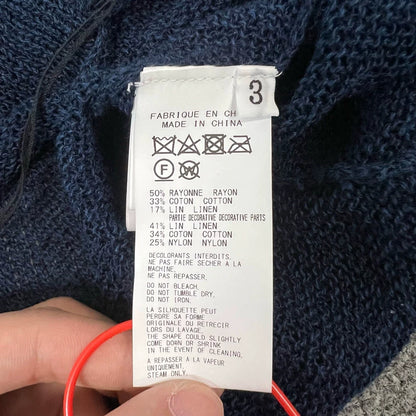 3
FABRIQUE EN CH
MADE IN CHINA
F W
50% RAYONNE RAYON
33% COTON COTTON
17% LIN LINEN
PARTIE DECORATIVE DECORATIVE PARTS
41% LIN LINEN
34% COTON COTTON
25% NYLON NYLON
DECOLORANTS INTERDITS.
NE PAS FAIRE SECHER A LA
MACHINE.
NE PAS REPASSER.
DO NOT BLEACH.
DO NOT TUMBLE DRY.
DO NOT IRON.
LA SILHOUETTE PEUT
PERDRE SA FORME
ORIGINALE OU RETRECIR
LORS DU LAVAGE.
THE SHAPE COULD SLIGHTLY
COME DOWN OR SHRINK
IN THE EVENT OF CLEANING.
REPASSER A LA VAPEUR
UNIQUEMENT.
STEAM ONLY.